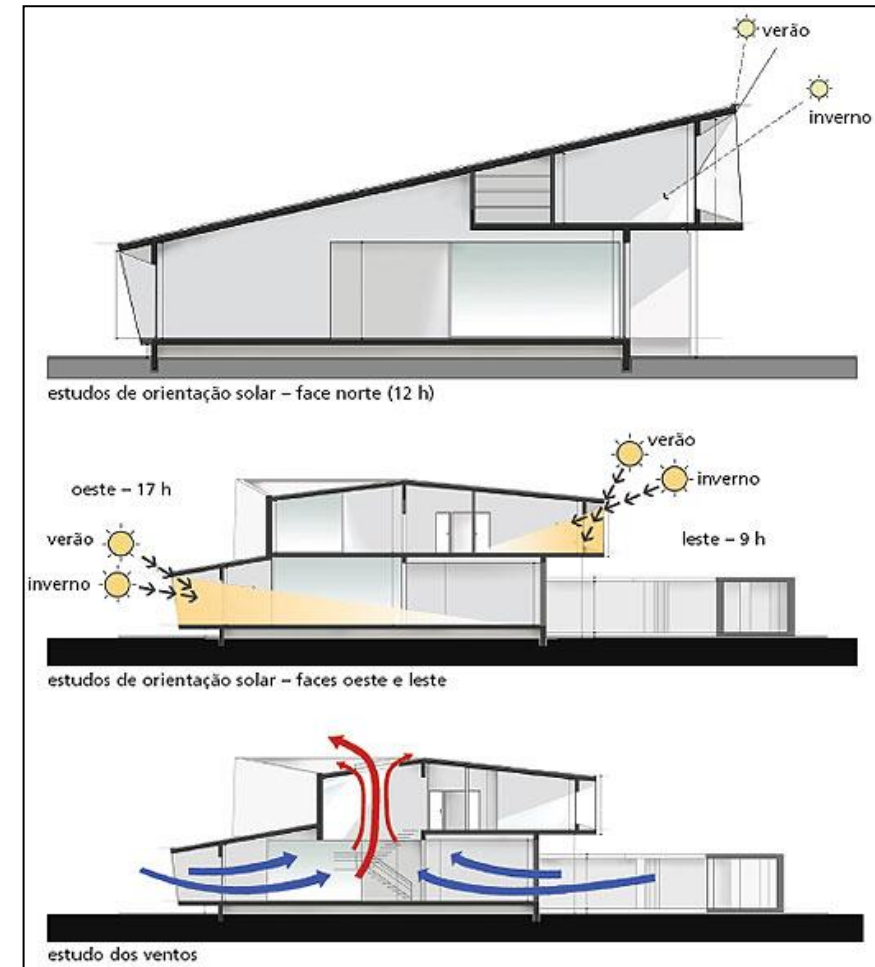 verão
inverno
estudos de orientação solar – face norte (12 h)
verão
oeste – 17 h
inverno
verão
leste – 9 h
inverno
estudos de orientação solar – faces oeste e leste
estudo dos ventos